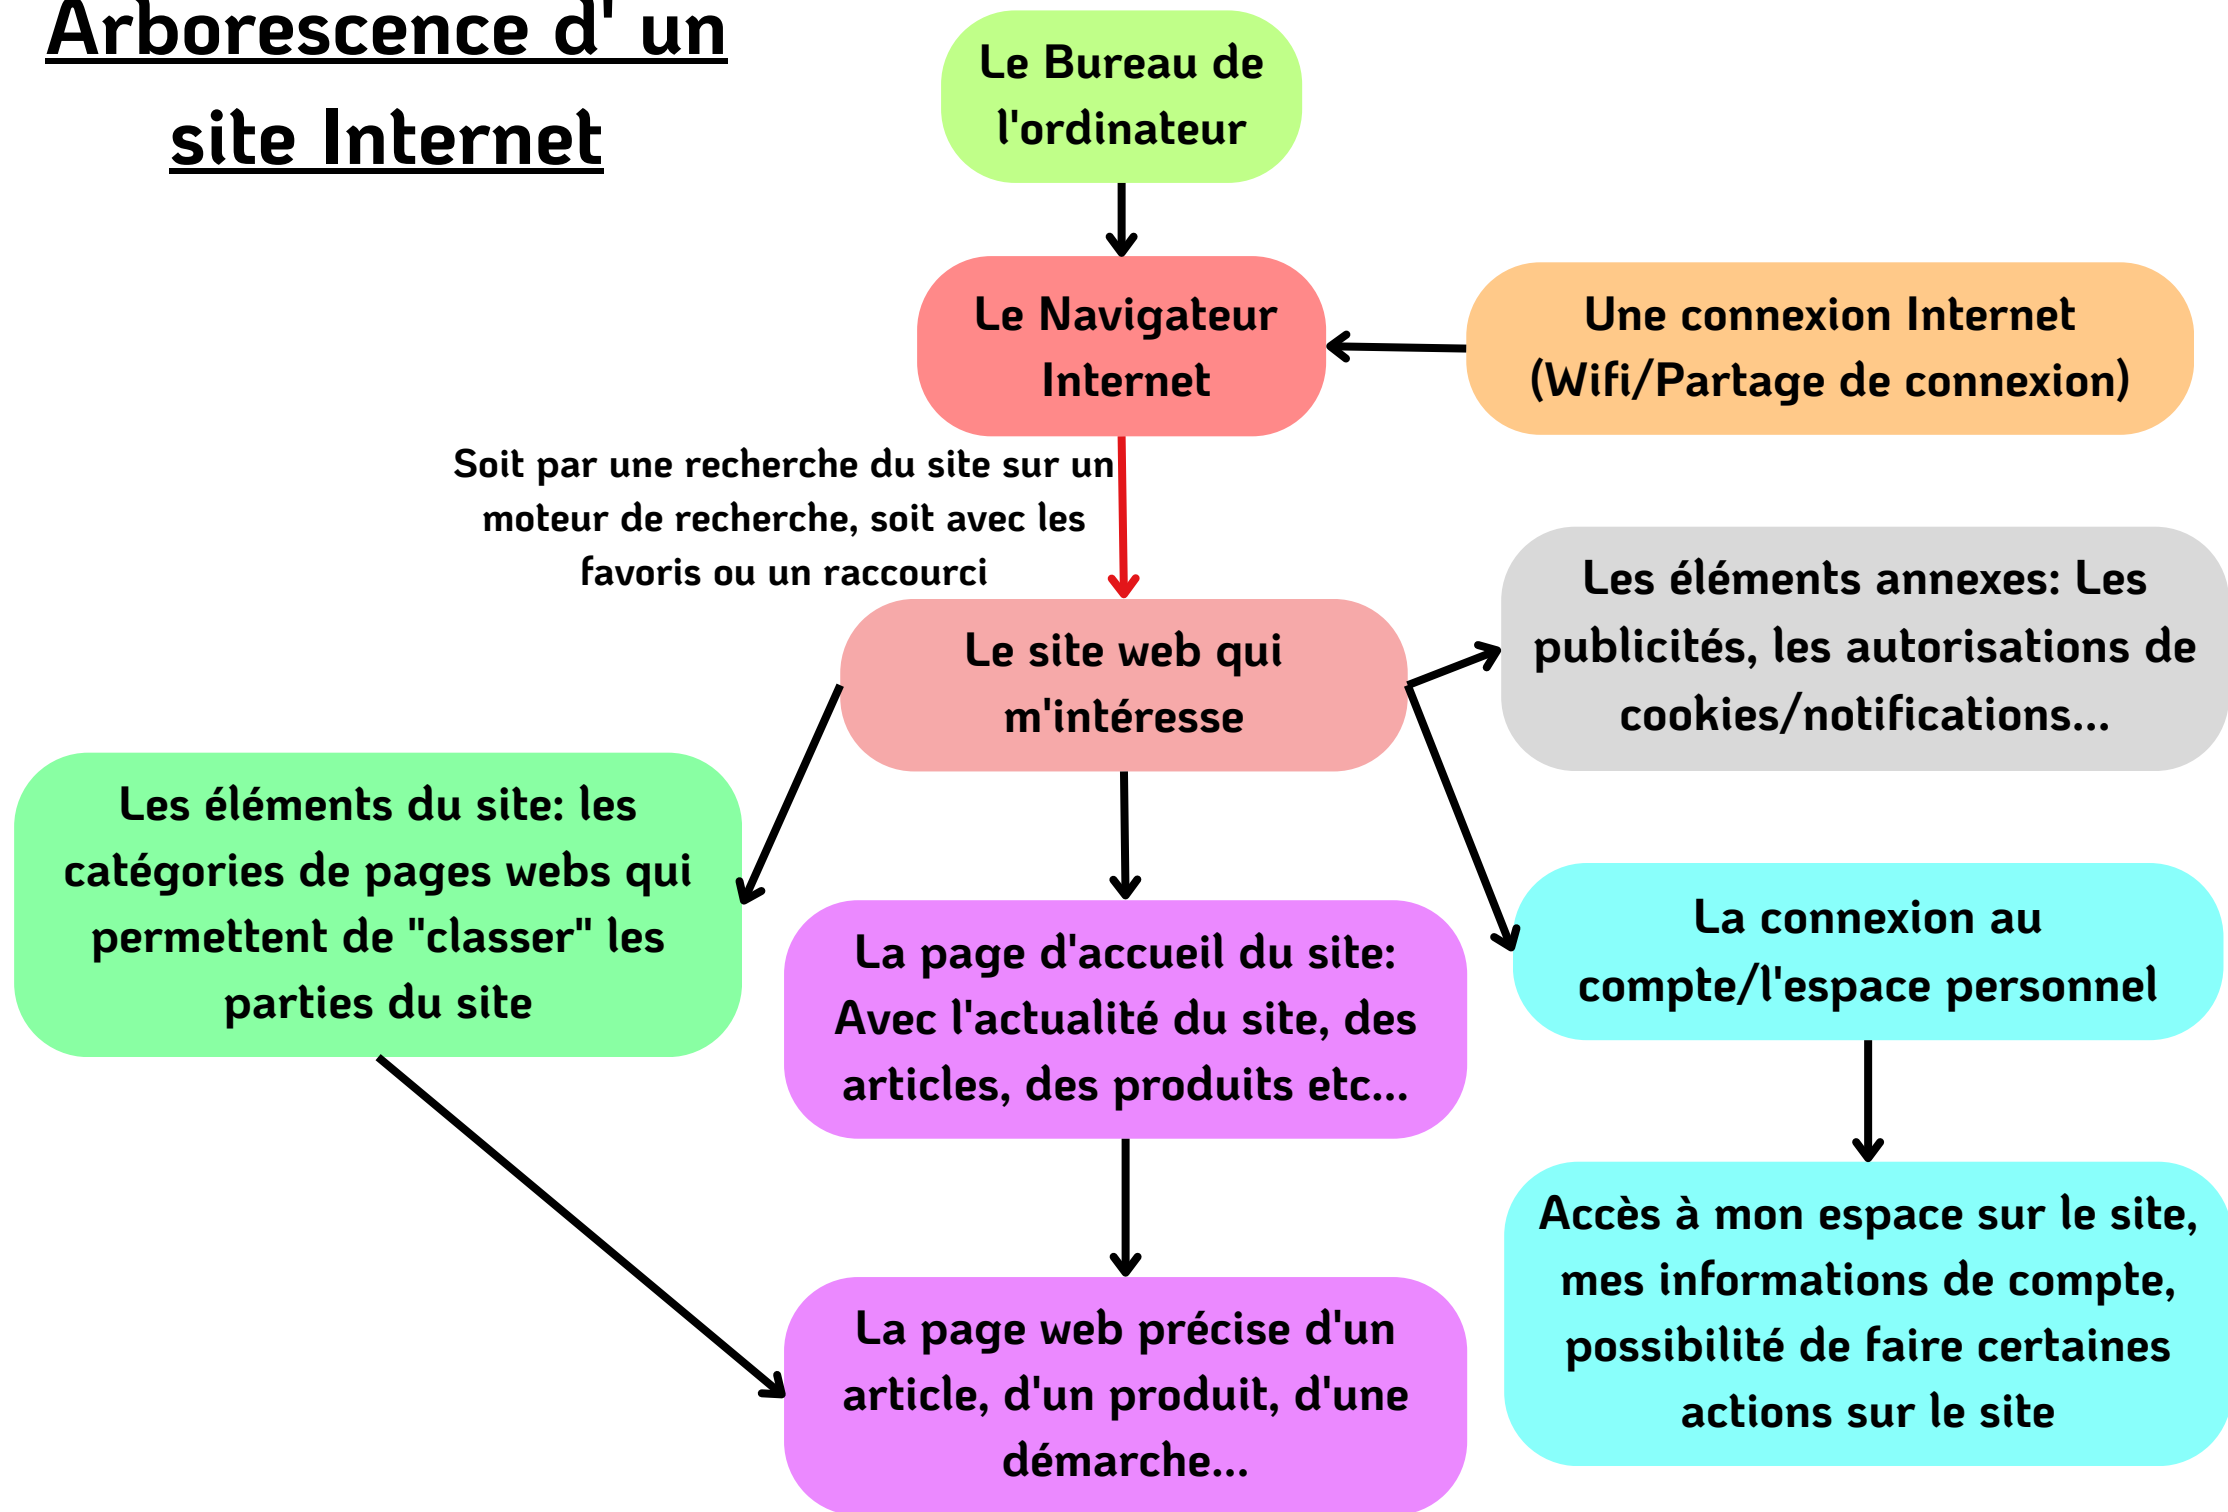 Arborescence d' un
site Internet
Le Bureau de
l'ordinateur
Le Navigateur
Internet
Une connexion Internet
(Wifi/Partage de connexion)
Soit par une recherche du site sur un
moteur de recherche, soit avec les
favoris ou un raccourci
Le site web qui
m'intéresse
Les éléments annexes: Les
publicités, les autorisations de
cookies/notifications...
Les éléments du site: les
catégories de pages webs qui
permettent de "classer" les
parties du site
La page d'accueil du site:
Avec l'actualité du site, des
articles, des produits etc...
La connexion au
compte/l'espace personnel
Accès à mon espace sur le site,
mes informations de compte,
possibilité de faire certaines
actions sur le site
La page web précise d'un
article, d'un produit, d'une
démarche...